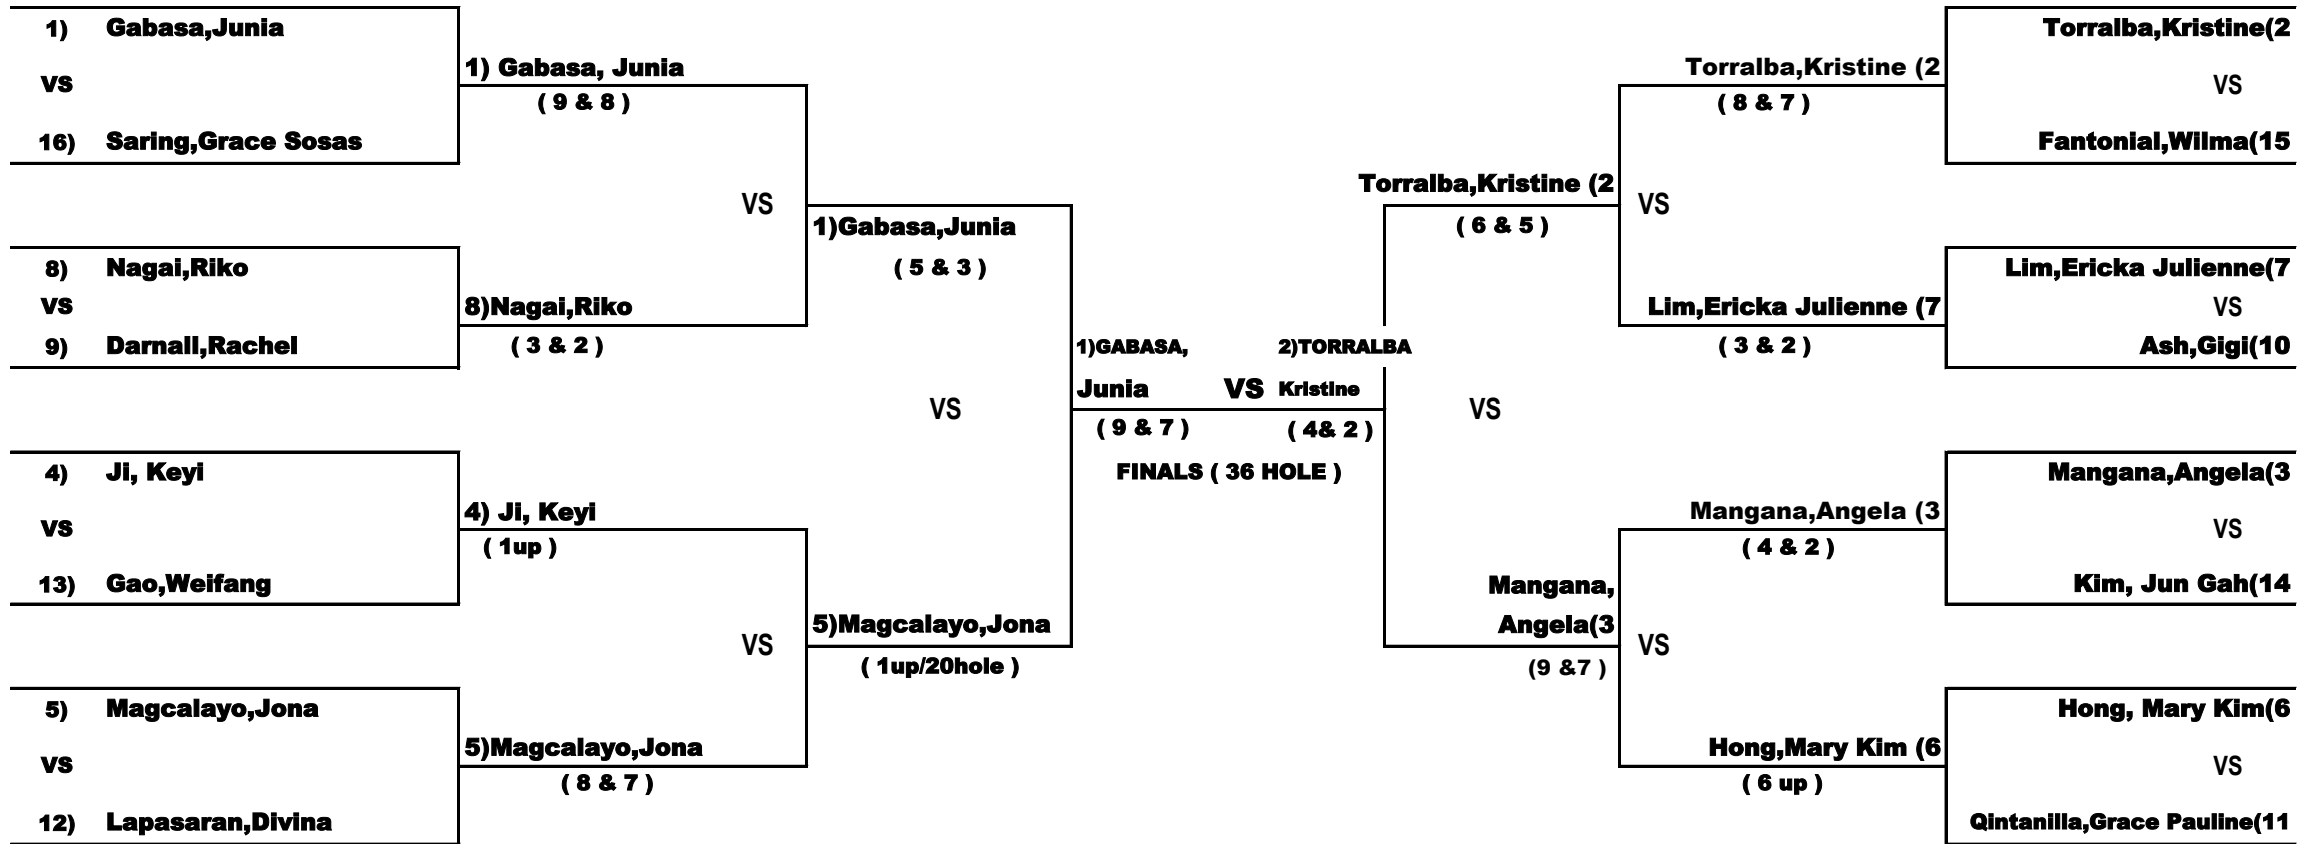 1) Gabasa,Junia
VS
16) Saring,Grace Sosas
8) Nagai,Riko
VS
9) Darnall,Rachel
4) Ji, Keyi
VS
13) Gao,Weifang
5) Magcalayo,Jona
VS
12) Lapasaran,Divina
1) Gabasa, Junia
( 9 & 8 )
VS
8)Nagai,Riko
( 3 & 2 )
4) Ji, Keyi
( 1up )
VS
5)Magcalayo,Jona
( 8 & 7 )
1)Gabasa,Junia
( 5 & 3 )
VS
5)Magcalayo,Jona
( 1up/20hole )
1)GABASA, 2)TORRALBA
Junia VS Kristine
( 9 & 7 ) ( 4& 2 )
FINALS ( 36 HOLE )
Torralba,Kristine (2
( 6 & 5 )
VS
Mangana,
Angela(3
(9 &7 )
Torralba,Kristine (2
( 8 & 7 )
VS
Lim,Ericka Julienne (7
( 3 & 2 )
Mangana,Angela (3
( 4 & 2 )
VS
Hong,Mary Kim (6
( 6 up )
Torralba,Kristine(2
VS
Fantonial,Wilma(15
Lim,Ericka Julienne(7
VS
Ash,Gigi(10
Mangana,Angela(3
VS
Kim, Jun Gah(14
Hong, Mary Kim(6
VS
Qintanilla,Grace Pauline(11